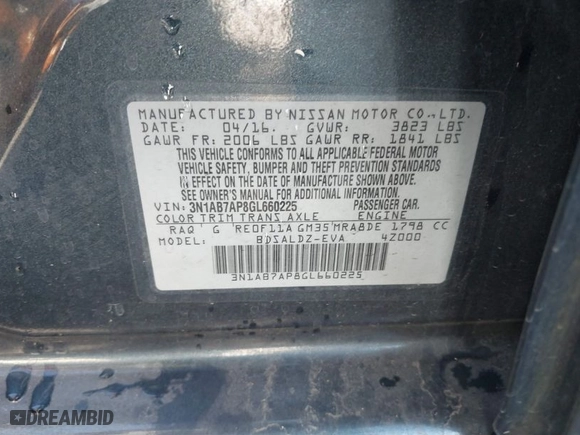 MANUFACTURED BY NISSAN MOTOR CO.,LTD.
DATE: 04/16. GVWR: 3823 LBS
GAWR FR: 2006 LBS GAWR RR: 1841 LBS
THIS VEHICLE CONFORMS TO ALL APPLICABLE FEDERAL MOTOR
VEHICLE SAFETY, BUMPER AND THEFT PREVENTION STANDARDS
IN EFFECT ON THE DATE OF MANUFACTURE SHOWN ABOVE.
SEE OWNER'S MANUAL FOR ADDITIONAL INFORMATION.
VIN: 3N1AB7AP8GL660225 PASSENGER CAR.
COLOR TRIM TRANS AXLE ENGINE
RAQ G RE0F11A GM35 MRA8DE 1798 CC
MODEL: BDSALDZ-EVA 4Z000
3N1AB7AP8GL660225
DREAMBID